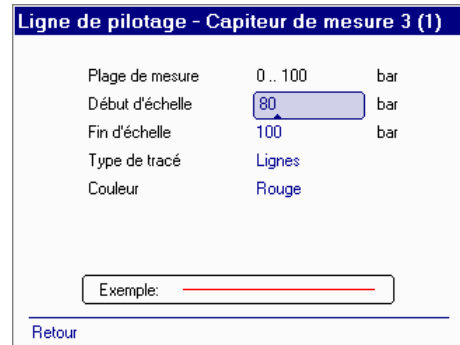 Ligne de pilotage - Capiteur de mesure 3 (1)
Plage de mesure 0 .. 100 bar
Début d'échelle 80 bar
Fin d'échelle 100 bar
Type de tracé Lignes
Couleur Rouge
Exemple:
Retour